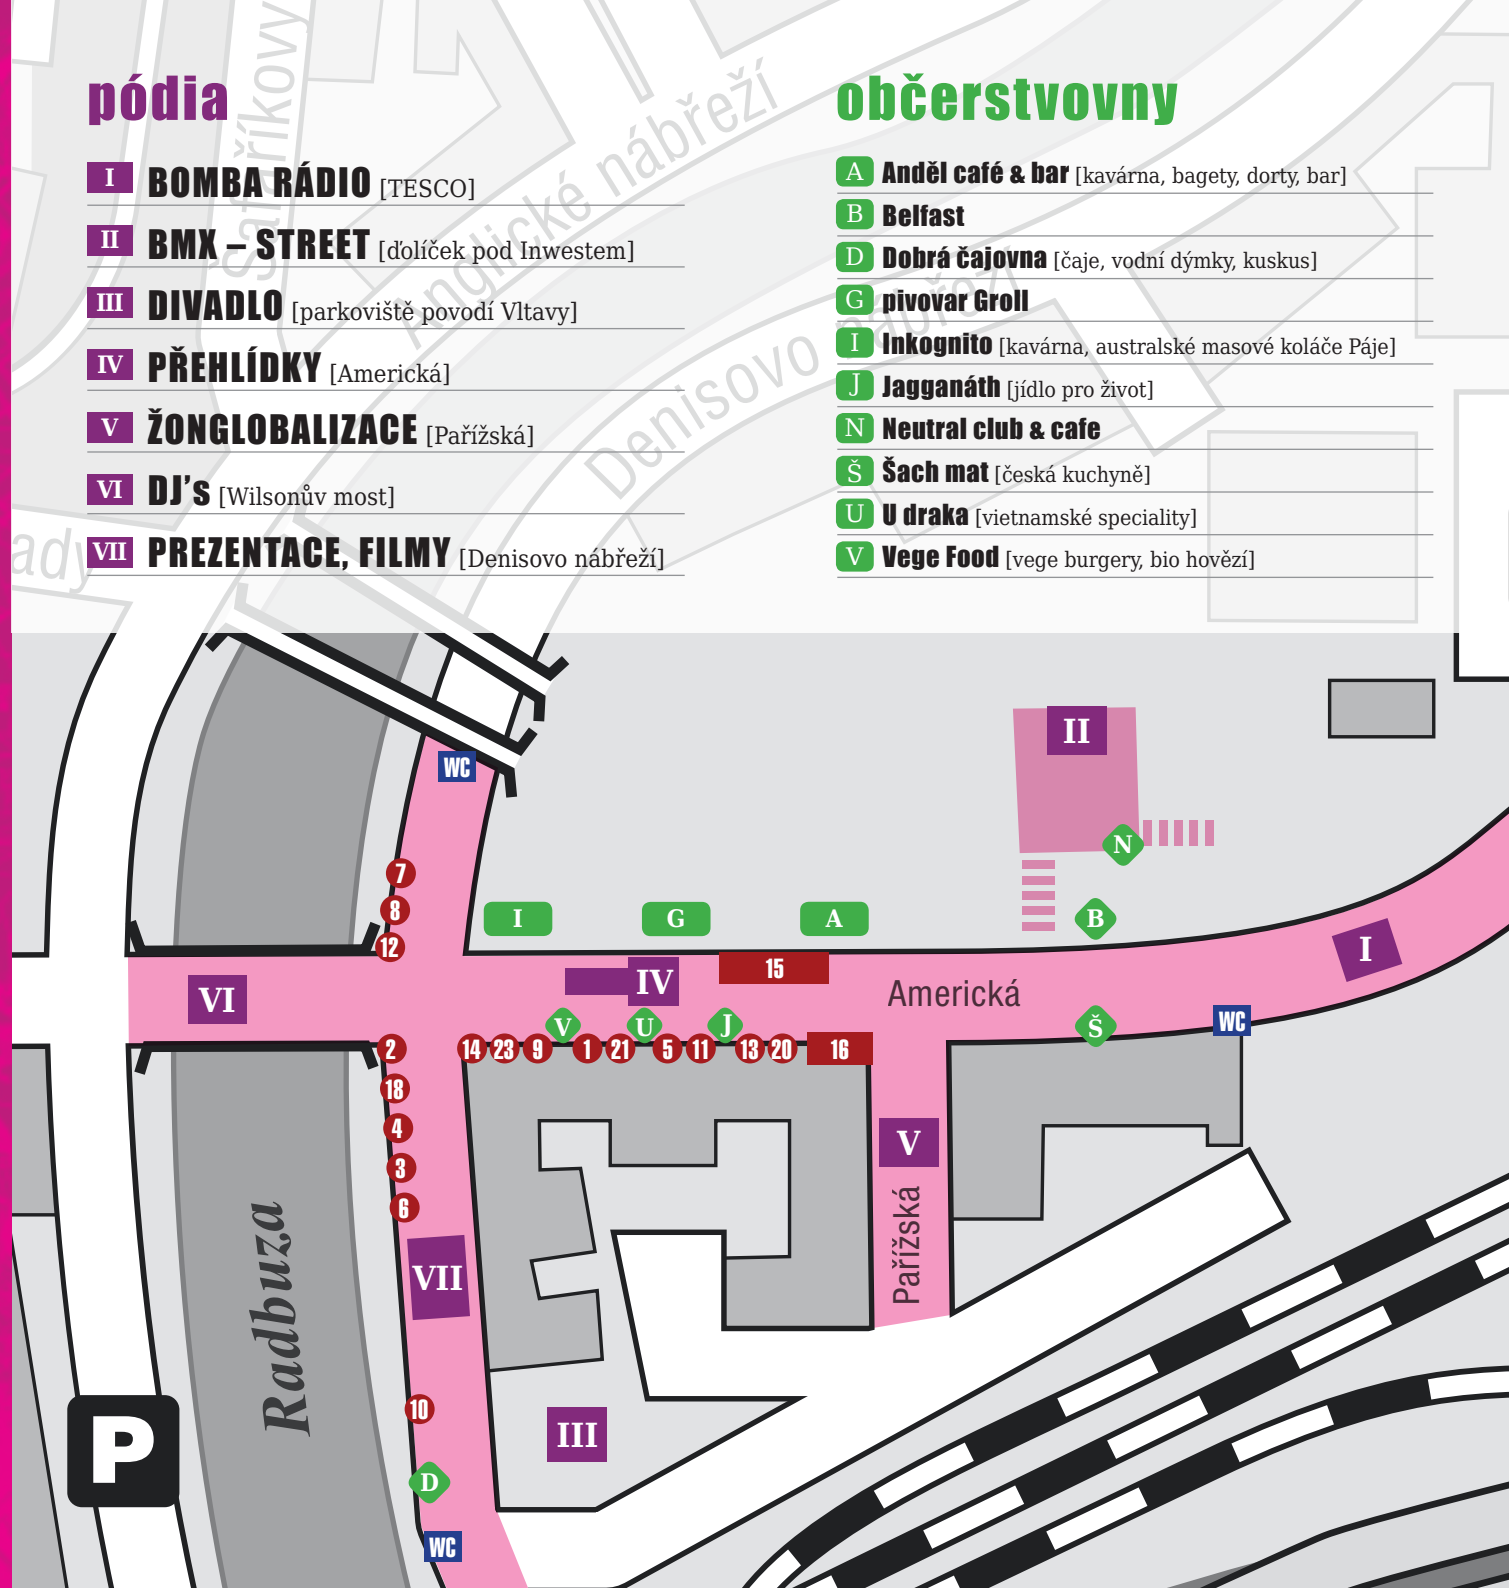 pódia
I BOMBA RÁDIO [TESCO]
II BMX – STREET [ďolíček pod Inwestem]
III DIVADLO [parkoviště povodí Vltavy]
IV PŘEHLÍDKY [Americká]
V ŽONGLOBALIZACE [Pařížská]
VI DJ’s [Wilsonův most]
VII PREZENTACE, FILMY [Denisovo nábřeží]
občerstvovny
A Anděl café & bar [kavárna, bagety, dorty, bar]
B Belfast
D Dobrá čajovna [čaje, vodní dýmky, kuskus]
G pivovar Groll
I Inkognito [kavárna, australské masové koláče Páje]
J Jagganáth [jídlo pro život]
N Neutral club & cafe
Š Šach mat [česká kuchyně]
U U draka [vietnamské speciality]
V Vege Food [vege burgery, bio hovězí]
Šafaříkovy
Anglické nábřeží
Denisovo nábřeží
ady
WC
II
7
N
8
I
G
A
B
12
I
15
IV
VI
Americká
V
U
J
Š
WC
2
14
23
9
1
21
5
11
13
20
16
18
4
V
3
6
Pařížská
VII
Radbuza
10
III
P
D
WC